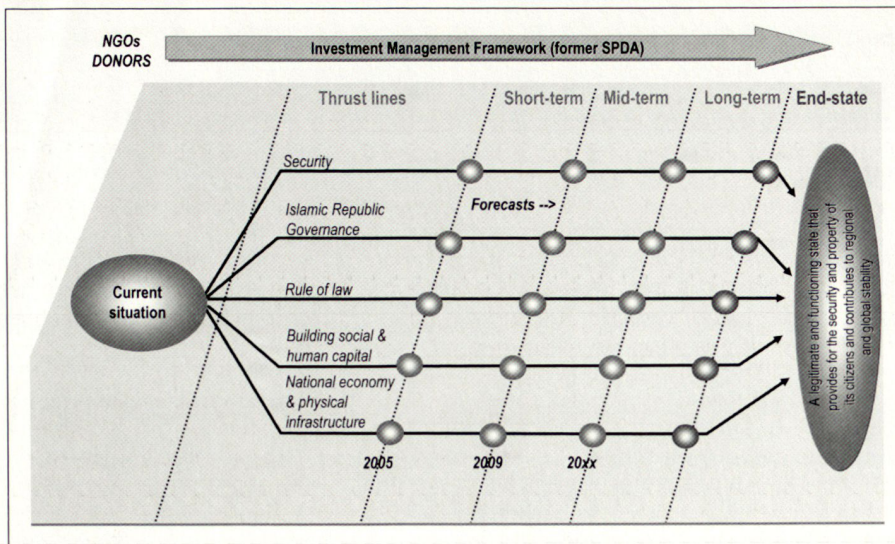 NGOs
DONORS
Investment Management Framework (former SPDA)
Thrust lines
Short-term
Mid-term
Long-term
End-state
Security
Forecasts -->
Islamic Republic
Governance
Current
situation
Rule of law
Building social &
human capital
National economy
& physical
infrastructure
2005
2009
20xx
A legitimate and functioning state that
provides for the security and property of
its citizens and contributes to regional
and global stability